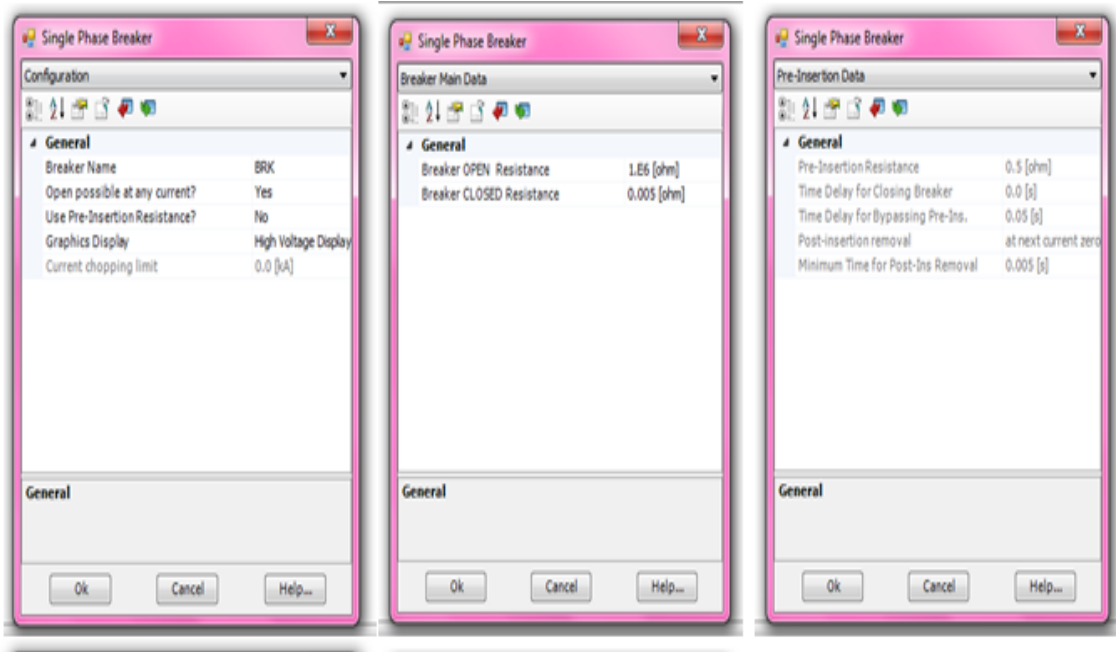 Single Phase Breaker
X
Configuration
General
Breaker Name BRK
Open possible at any current? Yes
Use Pre-Insertion Resistance? No
Graphics Display High Voltage Display
Current chopping limit 0.0 [kA]
General
Ok Cancel Help...
Single Phase Breaker
X
Breaker Main Data
General
Breaker OPEN Resistance 1.E6 [ohm]
Breaker CLOSED Resistance 0.005 [ohm]
General
Ok Cancel Help...
Single Phase Breaker
X
Pre-Insertion Data
General
Pre-Insertion Resistance 0.5 [ohm]
Time Delay for Closing Breaker 0.0 [s]
Time Delay for Bypassing Pre-Ins. 0.05 [s]
Post-insertion removal at next current zero
Minimum Time for Post-Ins Removal 0.005 [s]
General
Ok Cancel Help...